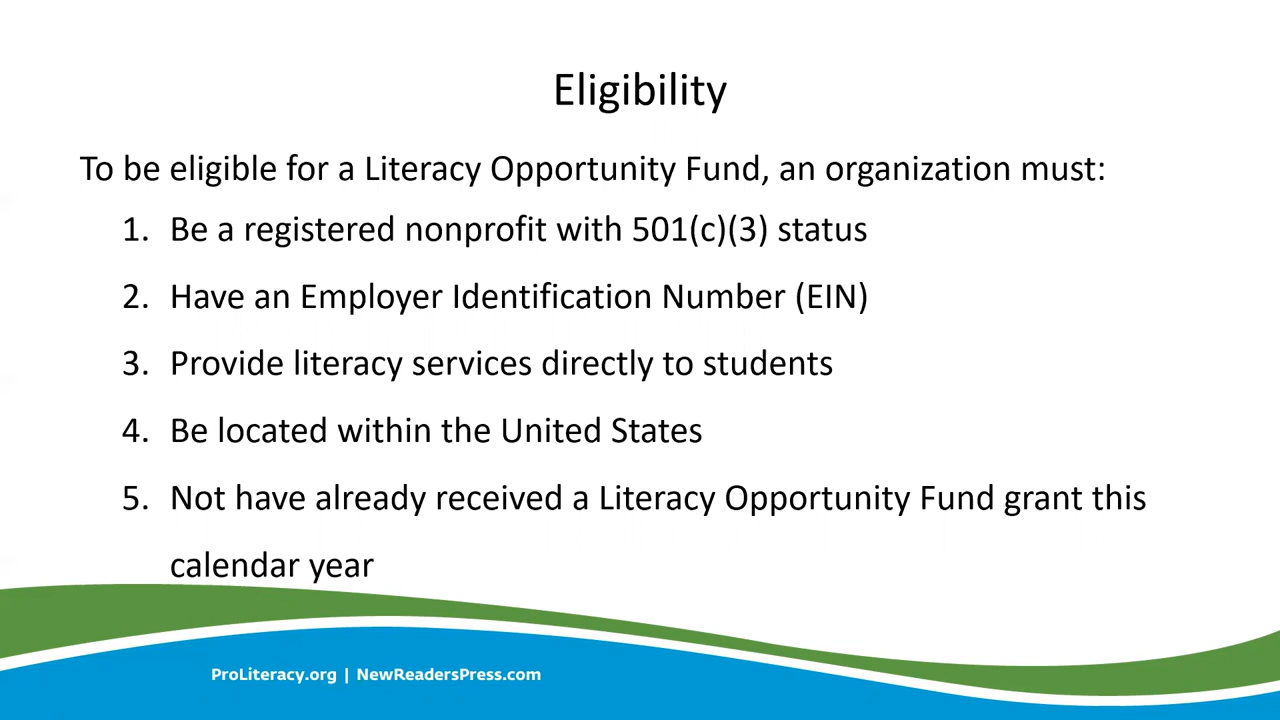 Eligibility
To be eligible for a Literacy Opportunity Fund, an organization must:
1. Be a registered nonprofit with 501(c)(3) status
2. Have an Employer Identification Number (EIN)
3. Provide literacy services directly to students
4. Be located within the United States
5. Not have already received a Literacy Opportunity Fund grant this
calendar year
ProLiteracy.org | NewReadersPress.com